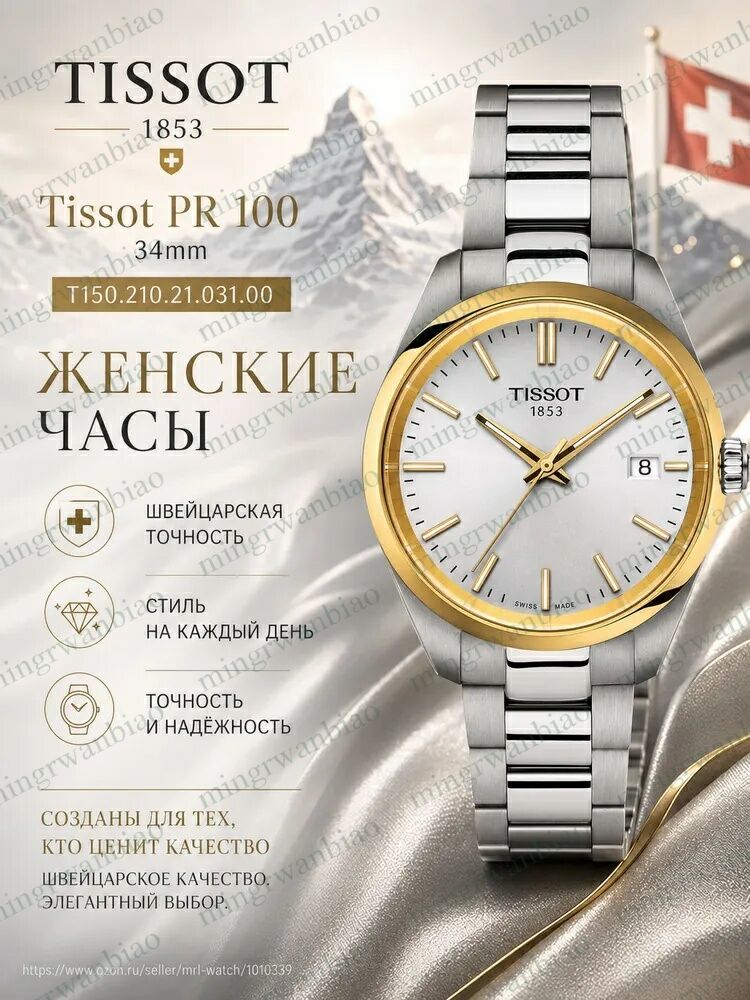 TISSOT
1853
Tissot PR 100
34mm
T150.210.21.031.00
ЖЕНСКИЕ
ЧАСЫ
ШВЕЙЦАРСКАЯ
ТОЧНОСТЬ
СТИЛЬ
НА КАЖДЫЙ ДЕНЬ
ТОЧНОСТЬ
И НАДЁЖНОСТЬ
СОЗДАНЫ ДЛЯ ТЕХ,
КТО ЦЕНИТ КАЧЕСТВО
ШВЕЙЦАРСКОЕ КАЧЕСТВО.
ЭЛЕГАНТНЫЙ ВЫБОР.
https://www.ozon.ru/seller/mrl-watch/1010339
TISSOT
1853
8
SWISS MADE
mingrwanbiao